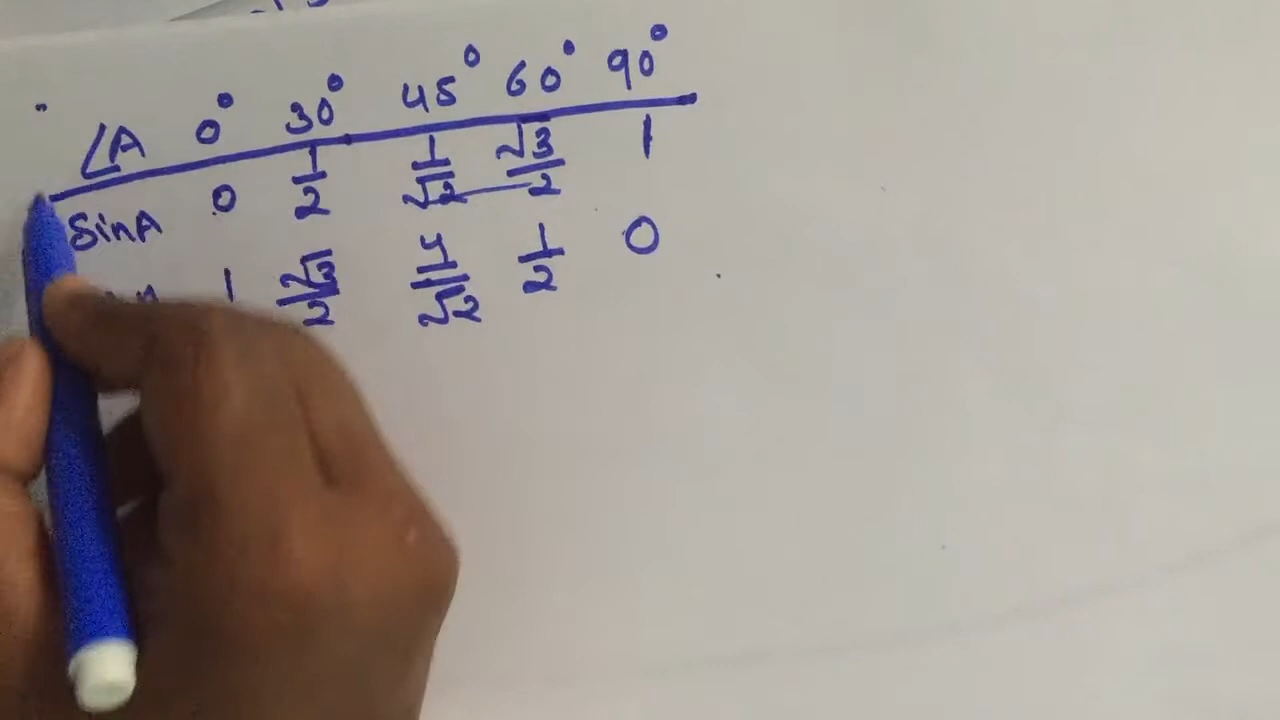 ∠A 0° 30° 45° 60° 90°
sinA 0 1/2 1/√2 √3/2 1
1 √3/2 1/√2 1/2 0